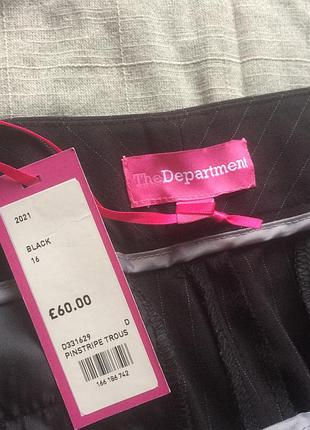 TheDepartment
2021
BLACK
16
£60.00
D331629 D
PINSTRIPE TROUS
166 186 742